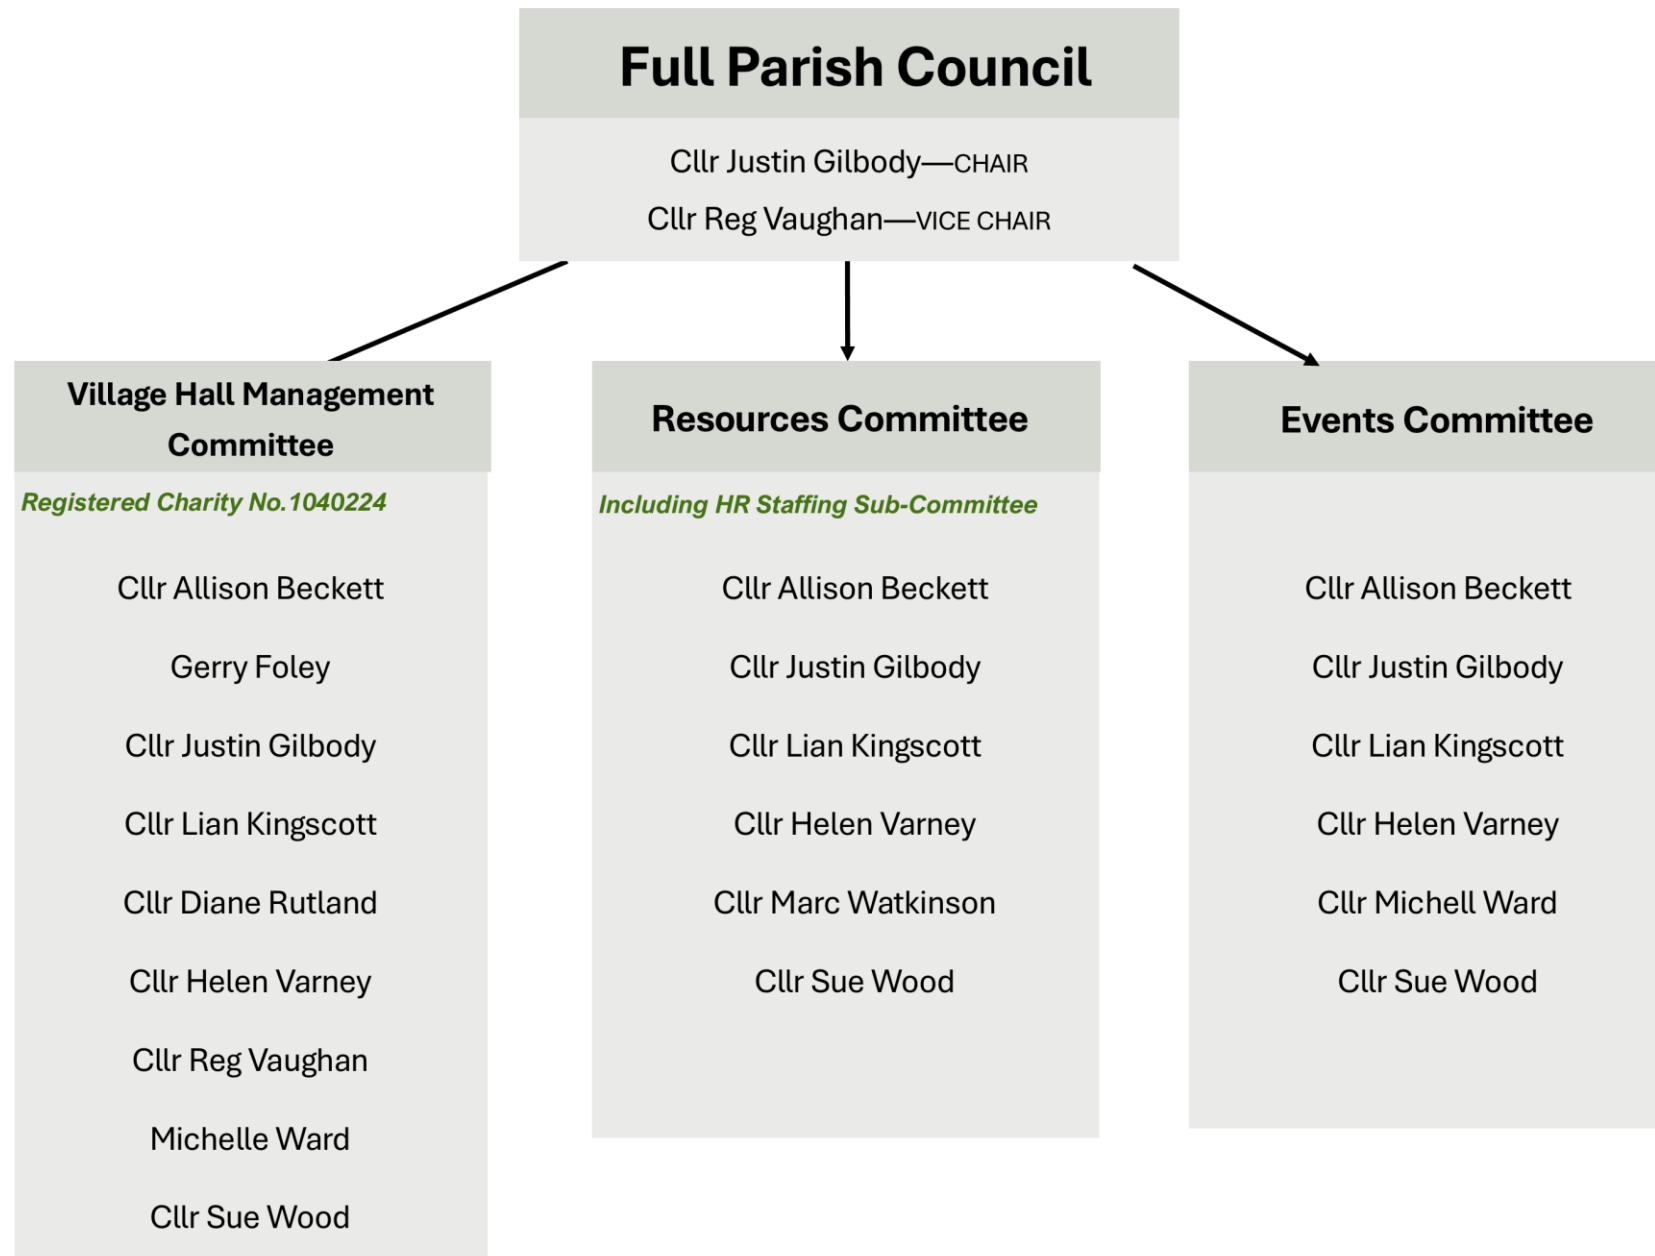 Full Parish Council
Cllr Justin Gilbody—CHAIR
Cllr Reg Vaughan—VICE CHAIR
Village Hall Management
Committee
Registered Charity No.1040224
Cllr Allison Beckett
Gerry Foley
Cllr Justin Gilbody
Cllr Lian Kingscott
Cllr Diane Rutland
Cllr Helen Varney
Cllr Reg Vaughan
Michelle Ward
Cllr Sue Wood
Resources Committee
Including HR Staffing Sub-Committee
Cllr Allison Beckett
Cllr Justin Gilbody
Cllr Lian Kingscott
Cllr Helen Varney
Cllr Marc Watkinson
Cllr Sue Wood
Events Committee
Cllr Allison Beckett
Cllr Justin Gilbody
Cllr Lian Kingscott
Cllr Helen Varney
Cllr Michell Ward
Cllr Sue Wood